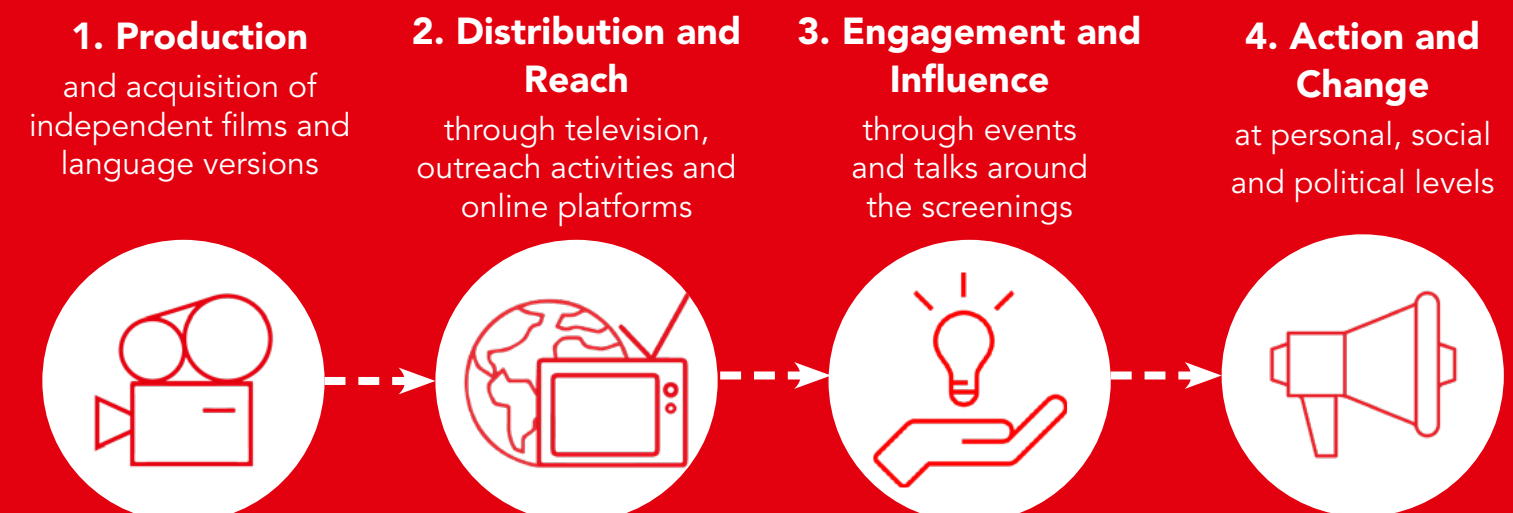 1. Production
and acquisition of
independent films and
language versions
2. Distribution and
Reach
through television,
outreach activities and
online platforms
3. Engagement and
Influence
through events
and talks around
the screenings
4. Action and
Change
at personal, social
and political levels